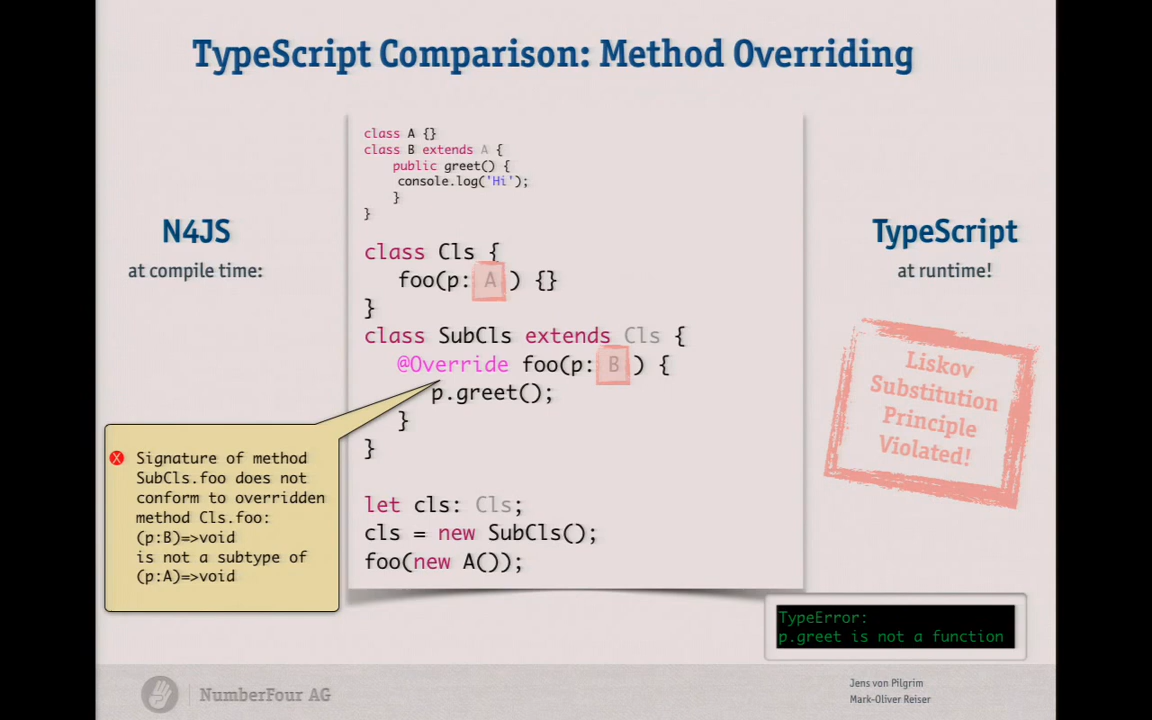 TypeScript Comparison: Method Overriding
N4JS
at compile time:
class A {}
class B extends A {
public greet() {
console.log('Hi');
}
}
class Cls {
foo(p: A ) {}
}
class SubCls extends Cls {
@Override foo(p: B ) {
p.greet();
}
}
let cls: Cls;
cls = new SubCls();
foo(new A());
Signature of method
SubCls.foo does not
conform to overridden
method Cls.foo:
(p:B)=>void
is not a subtype of
(p:A)=>void
TypeScript
at runtime!
Liskov
Substitution
Principle
Violated!
TypeError:
p.greet is not a function
NumberFour AG
Jens von Pilgrim
Mark-Oliver Reiser